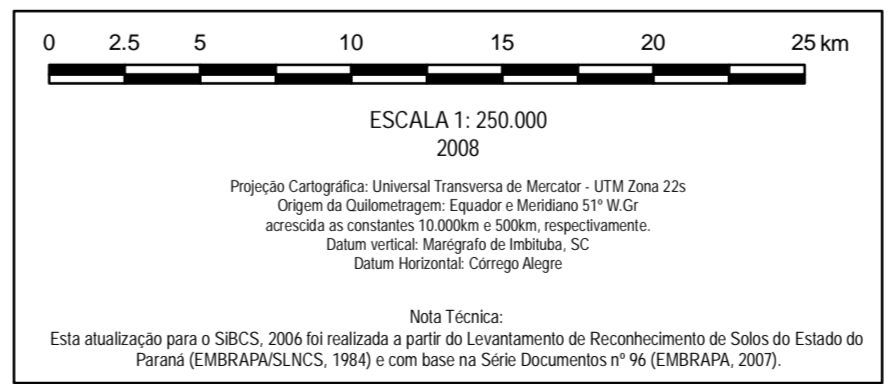 0 2.5 5 10 15 20 25 km
ESCALA 1: 250.000
2008
Projeção Cartográfica: Universal Transversa de Mercator - UTM Zona 22s
Origem da Quilometragem: Equador e Meridiano 51º W.Gr
acrescida as constantes 10.000km e 500km, respectivamente.
Datum vertical: Marégrafo de Imbituba, SC
Datum Horizontal: Córrego Alegre
Nota Técnica:
Esta atualização para o SiBCS, 2006 foi realizada a partir do Levantamento de Reconhecimento de Solos do Estado do
Paraná (EMBRAPA/SLNCS, 1984) e com base na Série Documentos nº 96 (EMBRAPA, 2007).